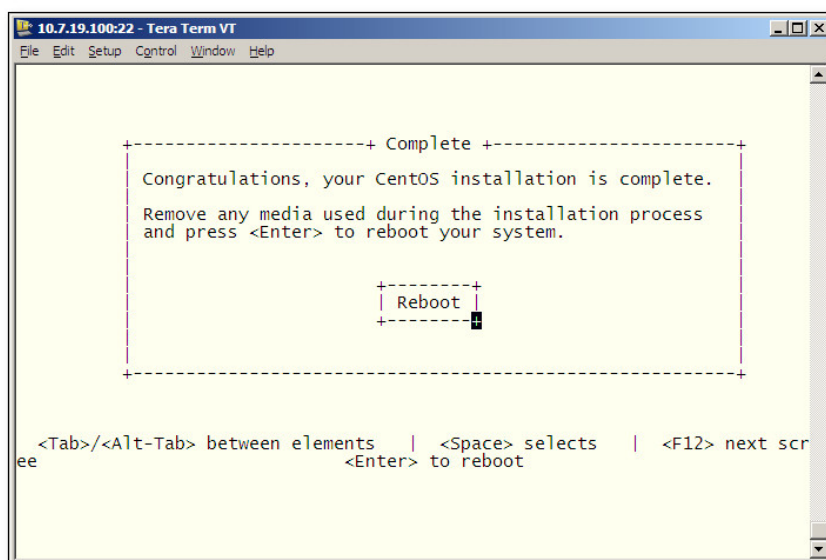 10.7.19.100:22 - Tera Term VT
File Edit Setup Control Window Help
+----------------------+ Complete +-----------------------+
Congratulations, your CentOS installation is complete.
Remove any media used during the installation process
and press <Enter> to reboot your system.
+--------+
| Reboot |
+--------+
+---------------------------------------------------------+
<Tab>/<Alt-Tab> between elements | <Space> selects | <F12> next scr
ee <Enter> to reboot